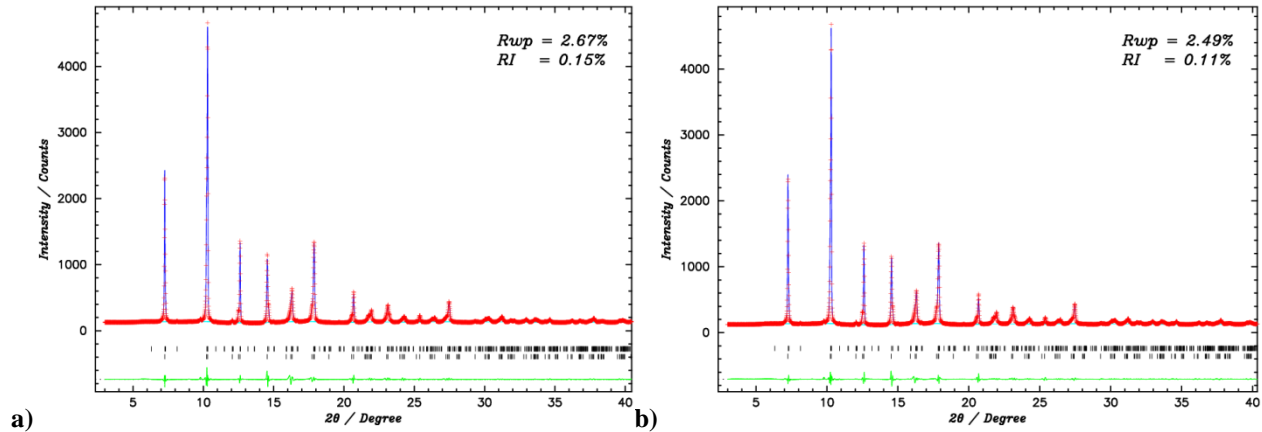 Rwp = 2.67%
RI = 0.15%
Intensity / Counts
4000
3000
2000
1000
0
5 10 15 20 25 30 35 40
2θ / Degree
a)
Rwp = 2.49%
RI = 0.11%
Intensity / Counts
4000
3000
2000
1000
0
5 10 15 20 25 30 35 40
2θ / Degree
b)